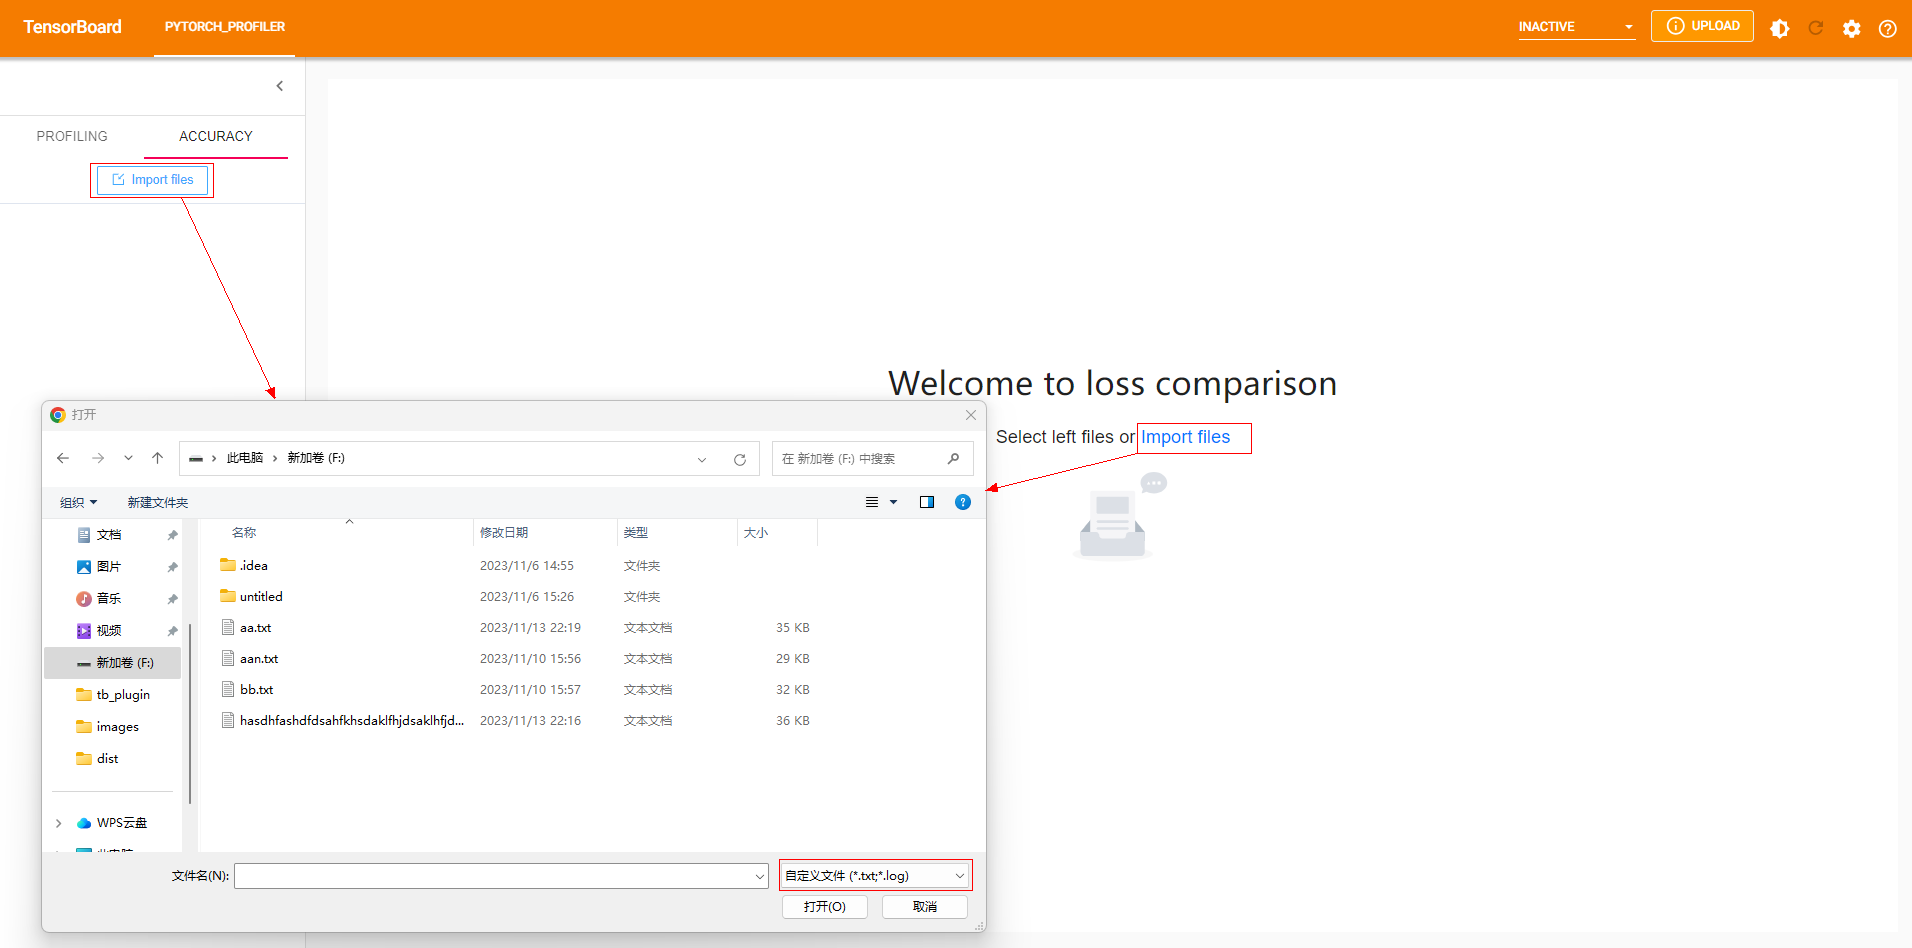 TensorBoard
PYTORCH_PROFILER
INACTIVE
UPLOAD
PROFILING
ACCURACY
Import files
Welcome to loss comparison
Select left files or Import files
打开
此电脑 新加卷 (F:)
在 新加卷 (F:) 中搜索
组织
新建文件夹
文档
图片
音乐
视频
新加卷 (F:)
tb_plugin
images
dist
WPS云盘
名称 修改日期 类型 大小
.idea 2023/11/6 14:55 文件夹
untitled 2023/11/6 15:26 文件夹
aa.txt 2023/11/13 22:19 文本文档 35 KB
aan.txt 2023/11/10 15:56 文本文档 29 KB
bb.txt 2023/11/10 15:57 文本文档 32 KB
hasdhfashdfdsahfkhsdaklfhjdsaklhfjd... 2023/11/13 22:16 文本文档 36 KB
文件名(N):
自定义文件 (*.txt;*.log)
打开(O)
取消